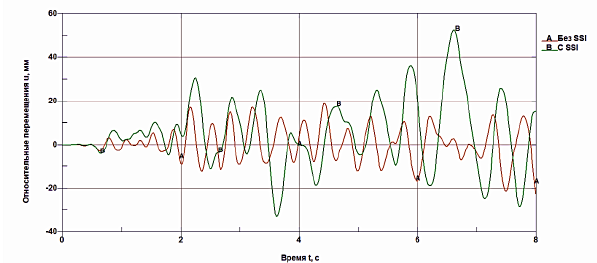 60
40
20
0
-20
-40
Относительные перемещения u, мм
0
2
4
6
8
Время t, с
A Без SSI
B С SSI
B
A
B
A
B
A
B
A